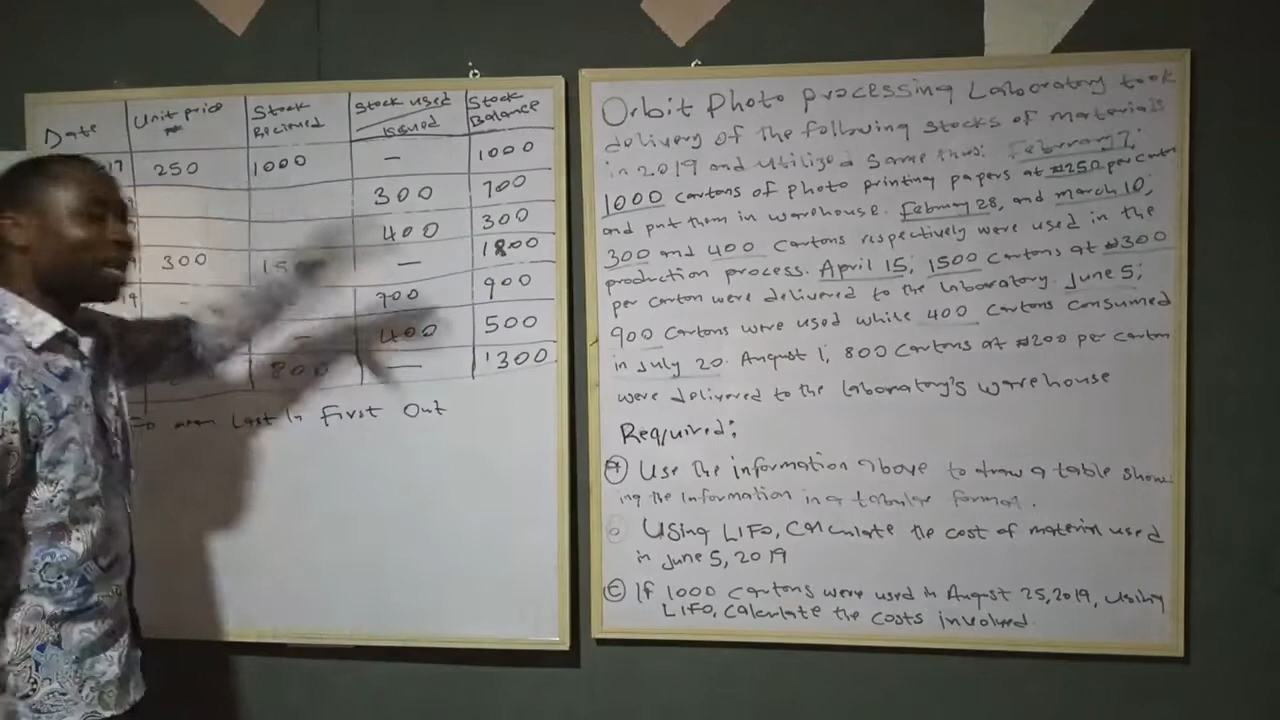 Date Unit price Stock Recieved Stock used / issued Stock Balance
17 250 1000 — 1000
300 700
400 300
300 — 1800
19 - 900 900
— 400 500
800 — 1300
Last In First Out
Orbit Photo processing Laboratory took
delivery of the following stocks of materials
in 2019 and utilized same thus: February 7;
1000 cartons of photo printing papers at ₦250 per carton
and put them in warehouse. February 28, and march 10;
300 and 400 cartons respectively were used in the
production process. April 15; 1500 cartons at ₦300
per carton were delivered to the laboratory. June 5;
900 cartons were used while 400 cartons consumed
in July 20. August 1; 800 cartons at ₦200 per carton
were delivered to the laboratory's warehouse
Required:
(A) Use the information above to draw a table show-
ing the information in a tabular format.
b Using LIFO, calculate the cost of material used
in June 5, 2019
(C) If 1000 cartons were used in August 25, 2019, using
LIFO, calculate the costs involved.